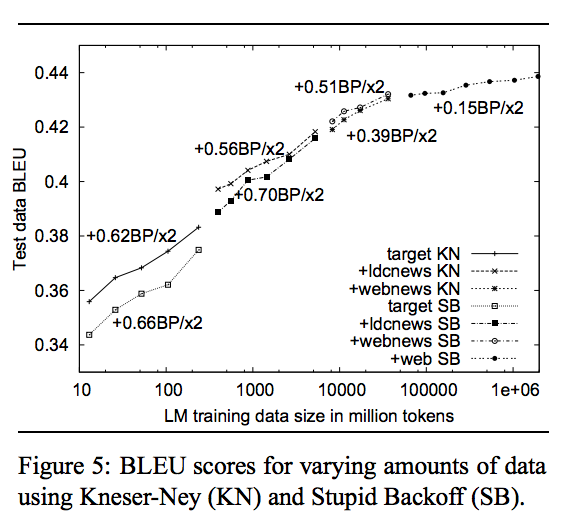 0.44
0.42
0.4
0.38
0.36
0.34
Test data BLEU
+0.51BP/x2
+0.15BP/x2
+0.56BP/x2
+0.39BP/x2
+0.70BP/x2
+0.62BP/x2
+0.66BP/x2
target KN
+ldcnews KN
+webnews KN
target SB
+ldcnews SB
+webnews SB
+web SB
10 100 1000 10000 100000 1e+06
LM training data size in million tokens
Figure 5: BLEU scores for varying amounts of data
using Kneser-Ney (KN) and Stupid Backoff (SB).